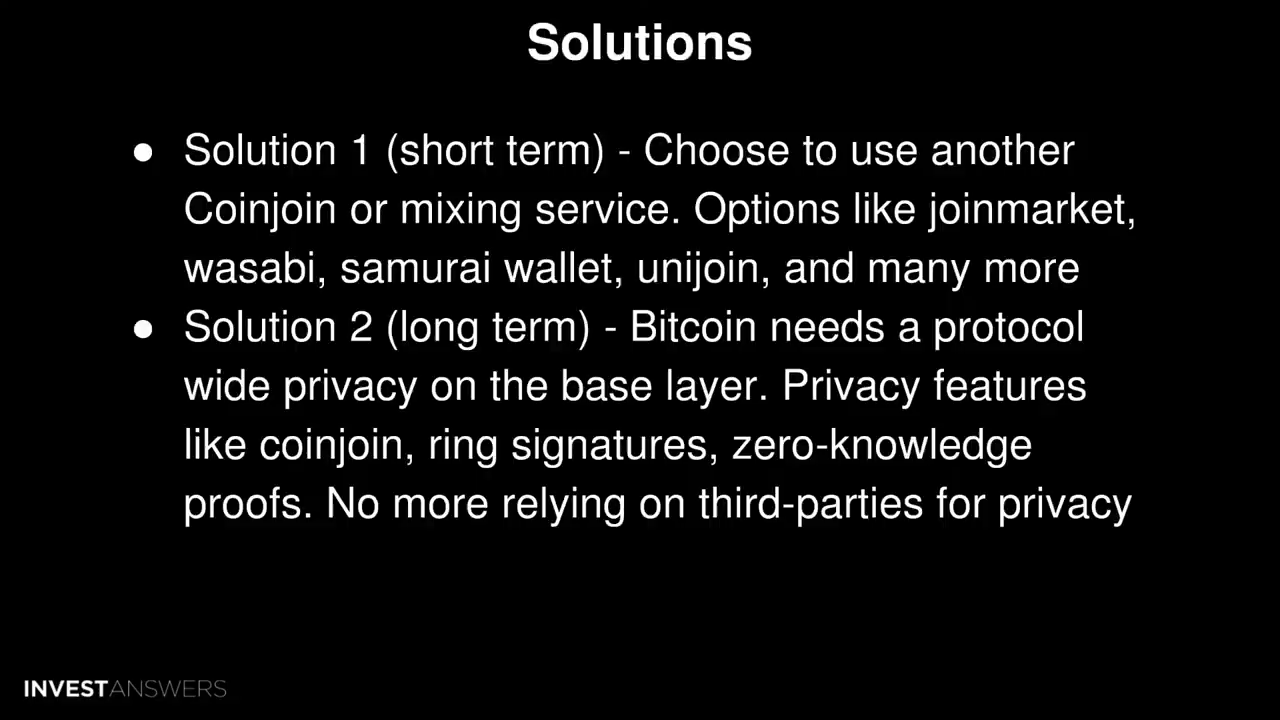 Solutions
● Solution 1 (short term) - Choose to use another
Coinjoin or mixing service. Options like joinmarket,
wasabi, samurai wallet, unijoin, and many more
● Solution 2 (long term) - Bitcoin needs a protocol
wide privacy on the base layer. Privacy features
like coinjoin, ring signatures, zero-knowledge
proofs. No more relying on third-parties for privacy
INVESTANSWERS